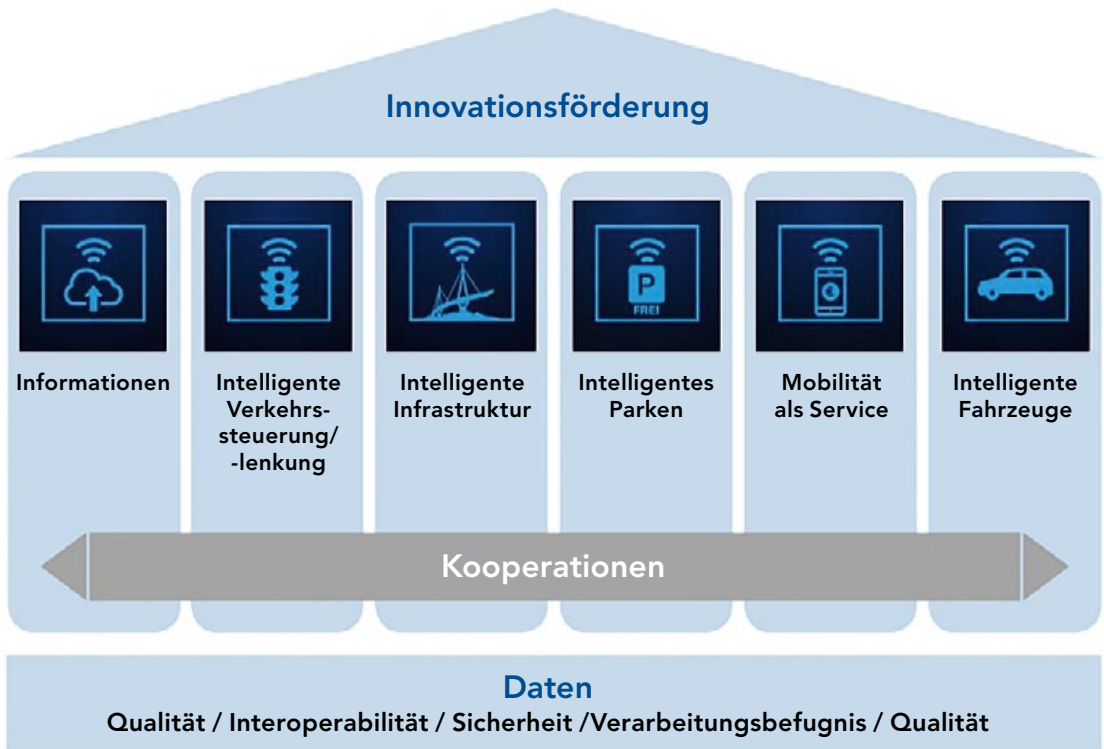 Innovationsförderung
P
FREI
Informationen
Intelligente
Verkehrs-
steuerung/
-lenkung
Intelligente
Infrastruktur
Intelligentes
Parken
Mobilität
als Service
Intelligente
Fahrzeuge
Kooperationen
Daten
Qualität / Interoperabilität / Sicherheit /Verarbeitungsbefugnis / Qualität